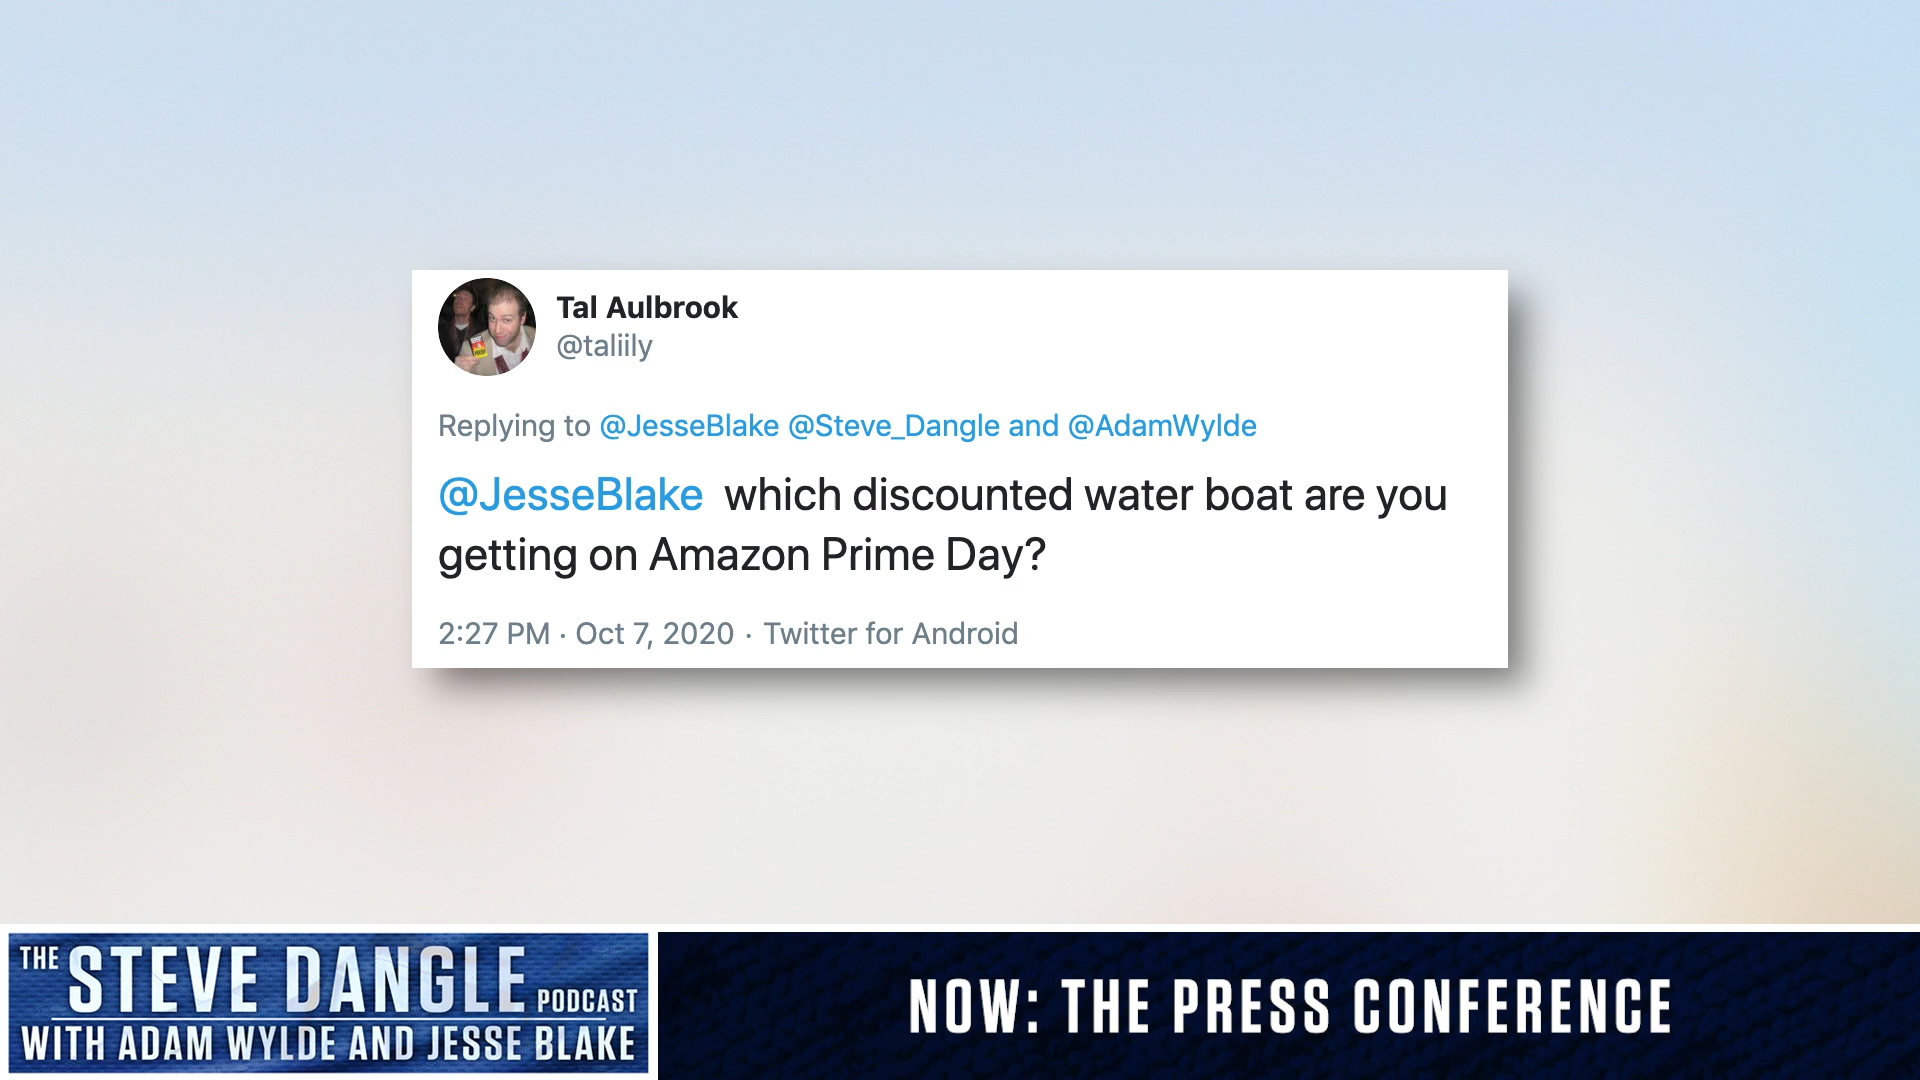 Tal Aulbrook
@taliily
Replying to @JesseBlake @Steve_Dangle and @AdamWylde
@JesseBlake which discounted water boat are you
getting on Amazon Prime Day?
2:27 PM · Oct 7, 2020 · Twitter for Android
THE STEVE DANGLE PODCAST
WITH ADAM WYLDE AND JESSE BLAKE
NOW: THE PRESS CONFERENCE